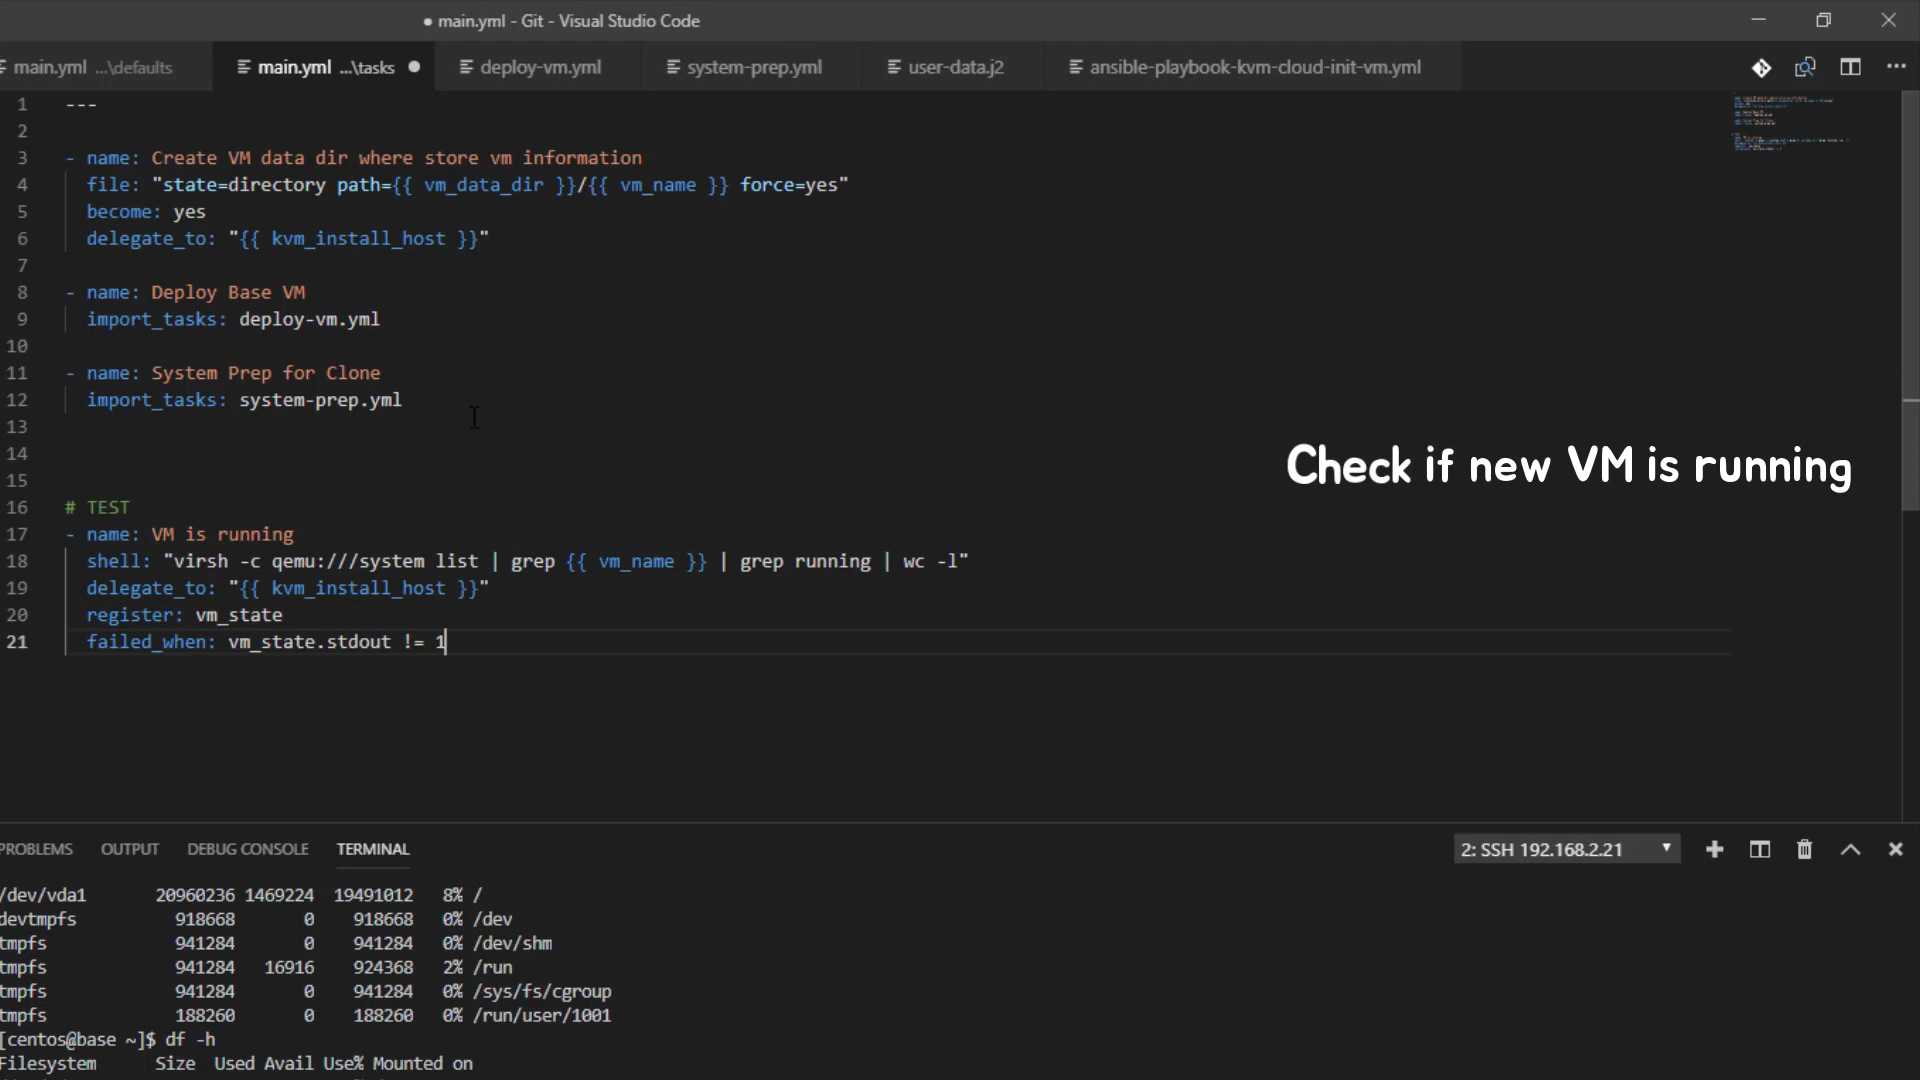 main.yml - Git - Visual Studio Code
main.yml ...\defaults
main.yml ...\tasks
deploy-vm.yml
system-prep.yml
user-data.j2
ansible-playbook-kvm-cloud-init-vm.yml
1 ---
2
3 - name: Create VM data dir where store vm information
4 file: "state=directory path={{ vm_data_dir }}/{{ vm_name }} force=yes"
5 become: yes
6 delegate_to: "{{ kvm_install_host }}"
7
8 - name: Deploy Base VM
9 import_tasks: deploy-vm.yml
10
11 - name: System Prep for Clone
12 import_tasks: system-prep.yml
13
14
15
Check if new VM is running
16 # TEST
17 - name: VM is running
18 shell: "virsh -c qemu:///system list | grep {{ vm_name }} | grep running | wc -l"
19 delegate_to: "{{ kvm_install_host }}"
20 register: vm_state
21 failed_when: vm_state.stdout != 1
PROBLEMS OUTPUT DEBUG CONSOLE TERMINAL
2: SSH 192.168.2.21
/dev/vda1 20960236 1469224 19491012 8% /
devtmpfs 918668 0 918668 0% /dev
tmpfs 941284 0 941284 0% /dev/shm
tmpfs 941284 16916 924368 2% /run
tmpfs 941284 0 941284 0% /sys/fs/cgroup
tmpfs 188260 0 188260 0% /run/user/1001
[centos@base ~]$ df -h
Filesystem Size Used Avail Use% Mounted on